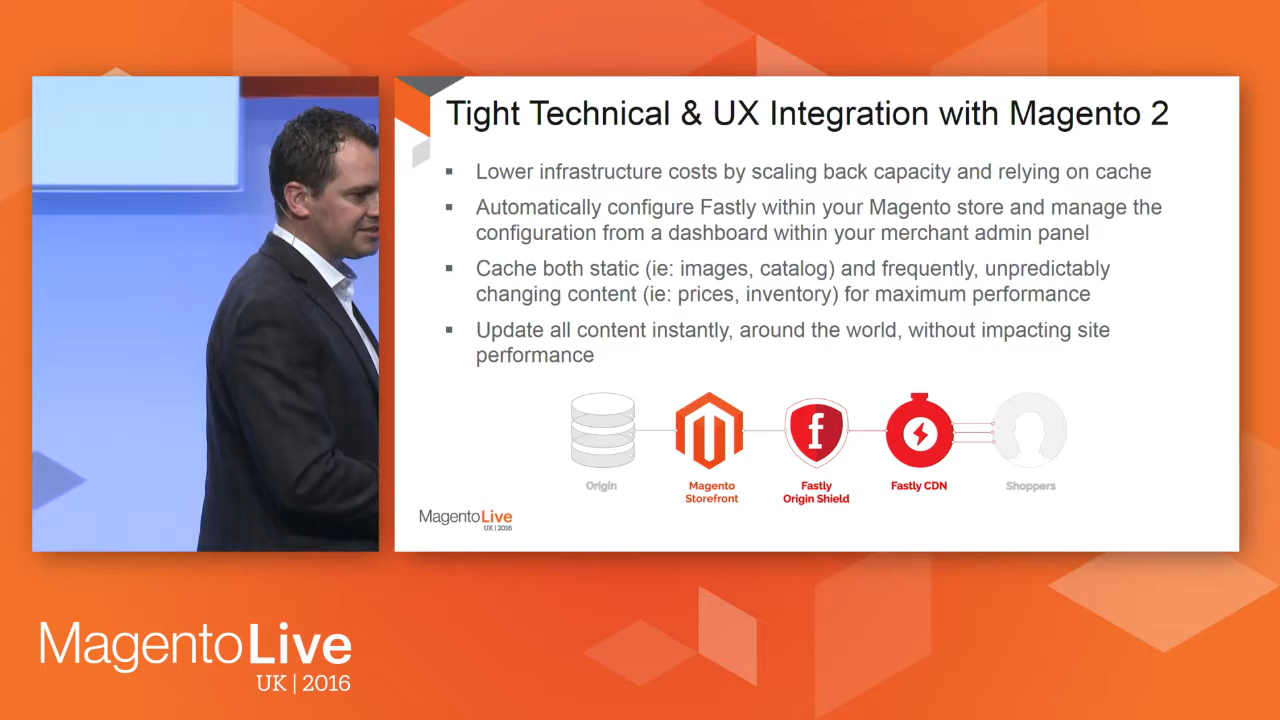 Tight Technical & UX Integration with Magento 2
▪ Lower infrastructure costs by scaling back capacity and relying on cache
▪ Automatically configure Fastly within your Magento store and manage the
configuration from a dashboard within your merchant admin panel
▪ Cache both static (ie: images, catalog) and frequently, unpredictably
changing content (ie: prices, inventory) for maximum performance
▪ Update all content instantly, around the world, without impacting site
performance
f
Origin
Magento
Storefront
Fastly
Origin Shield
Fastly CDN
Shoppers
MagentoLive
UK | 2016
MagentoLive
UK | 2016